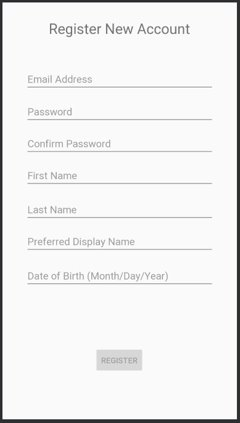 Register New Account
Email Address
Password
Confirm Password
First Name
Last Name
Preferred Display Name
Date of Birth (Month/Day/Year)
REGISTER